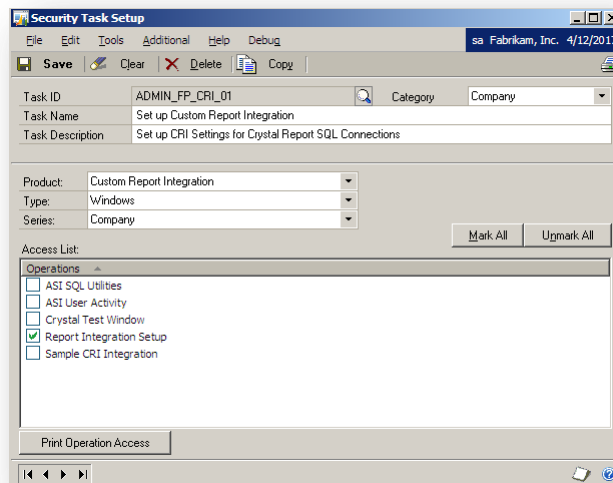 Security Task Setup
File Edit Tools Additional Help Debug sa Fabrikam, Inc. 4/12/2017
Save Clear Delete Copy
Task ID ADMIN_FP_CRI_01 Category Company
Task Name Set up Custom Report Integration
Task Description Set up CRI Settings for Crystal Report SQL Connections
Product: Custom Report Integration
Type: Windows
Series: Company
Mark All Unmark All
Access List:
Operations
ASI SQL Utilities
ASI User Activity
Crystal Test Window
Report Integration Setup
Sample CRI Integration
Print Operation Access